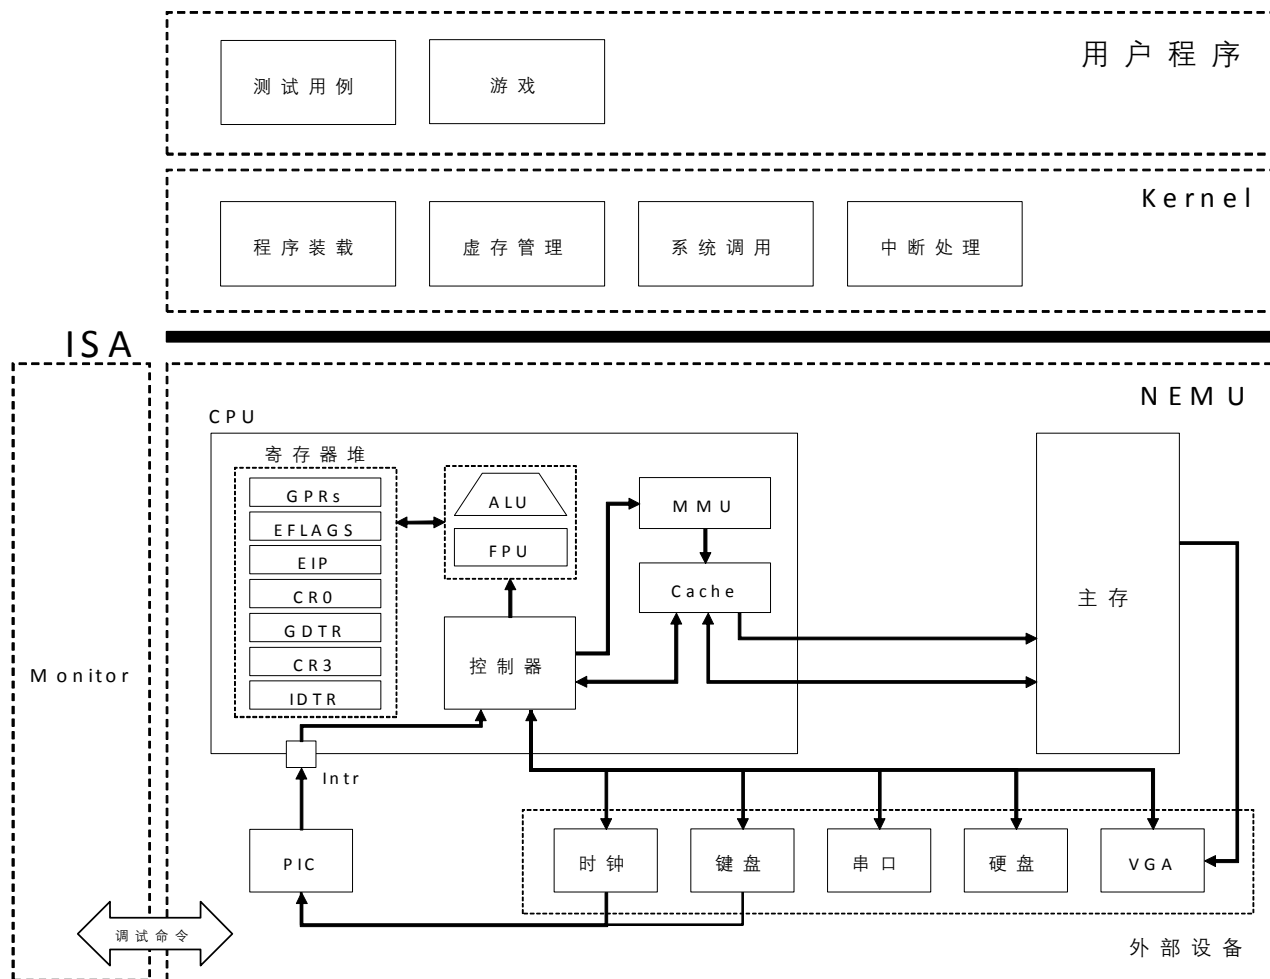 用户程序
测试用例
游戏
Kernel
程序装载
虚存管理
系统调用
中断处理
ISA
NEMU
CPU
寄存器堆
GPRs
EFLAGS
EIP
CR0
GDTR
CR3
IDTR
ALU
FPU
MMU
Cache
控制器
主存
Monitor
Intr
PIC
时钟
键盘
串口
硬盘
VGA
调试命令
外部设备